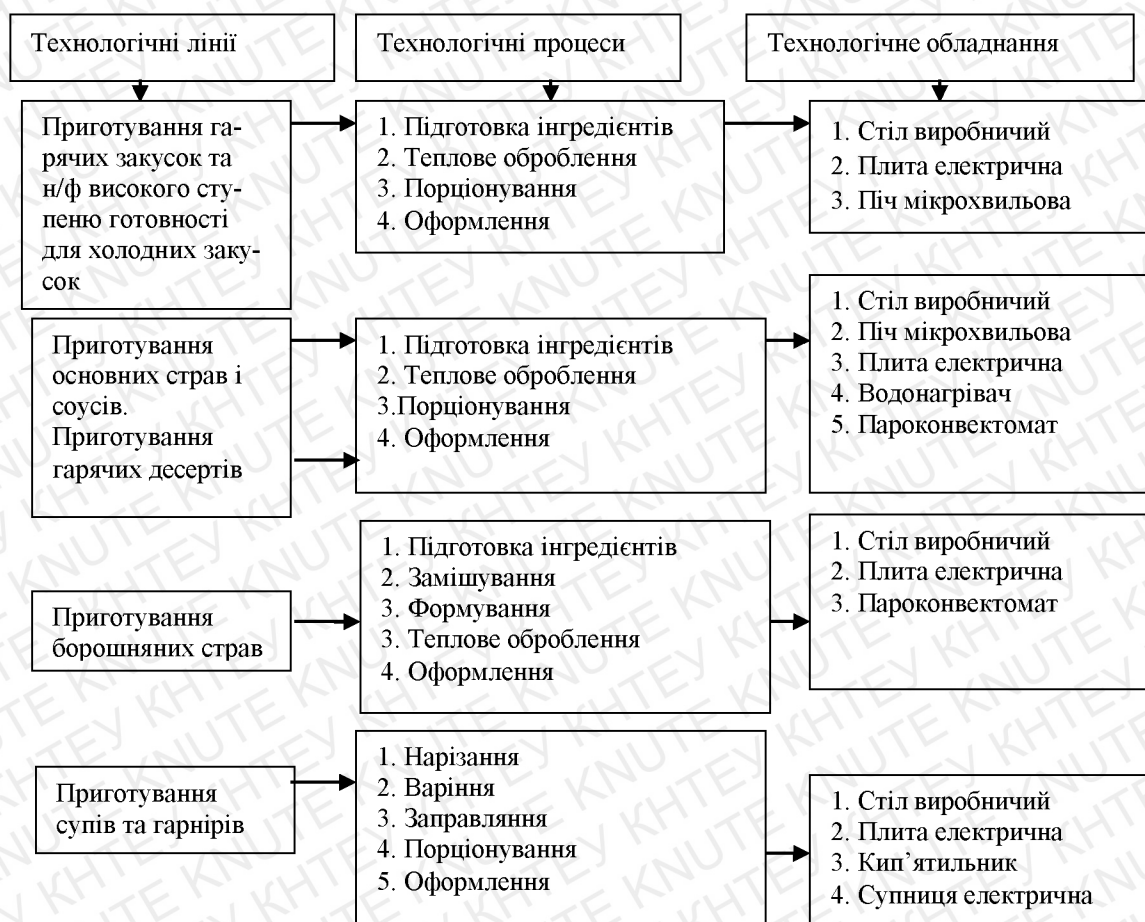 Технологічні лінії
Технологічні процеси
Технологічне обладнання
Приготування га-
рячих закусок та
н/ф високого сту-
пеню готовності
для холодних заку-
сок
1. Підготовка інгредієнтів
2. Теплове оброблення
3. Порціонування
4. Оформлення
1. Стіл виробничий
2. Плита електрична
3. Піч мікрохвильова
Приготування
основних страв і
соусів.
Приготування
гарячих десертів
1. Підготовка інгредієнтів
2. Теплове оброблення
3.Порціонування
4. Оформлення
1. Стіл виробничий
2. Піч мікрохвильова
3. Плита електрична
4. Водонагрівач
5. Пароконвектомат
Приготування
борошняних страв
1. Підготовка інгредієнтів
2. Замішування
3. Формування
3. Теплове оброблення
4. Оформлення
1. Стіл виробничий
2. Плита електрична
3. Пароконвектомат
Приготування
супів та гарнірів
1. Нарізання
2. Варіння
3. Заправляння
4. Порціонування
5. Оформлення
1. Стіл виробничий
2. Плита електрична
3. Кип’ятильник
4. Супниця електрична